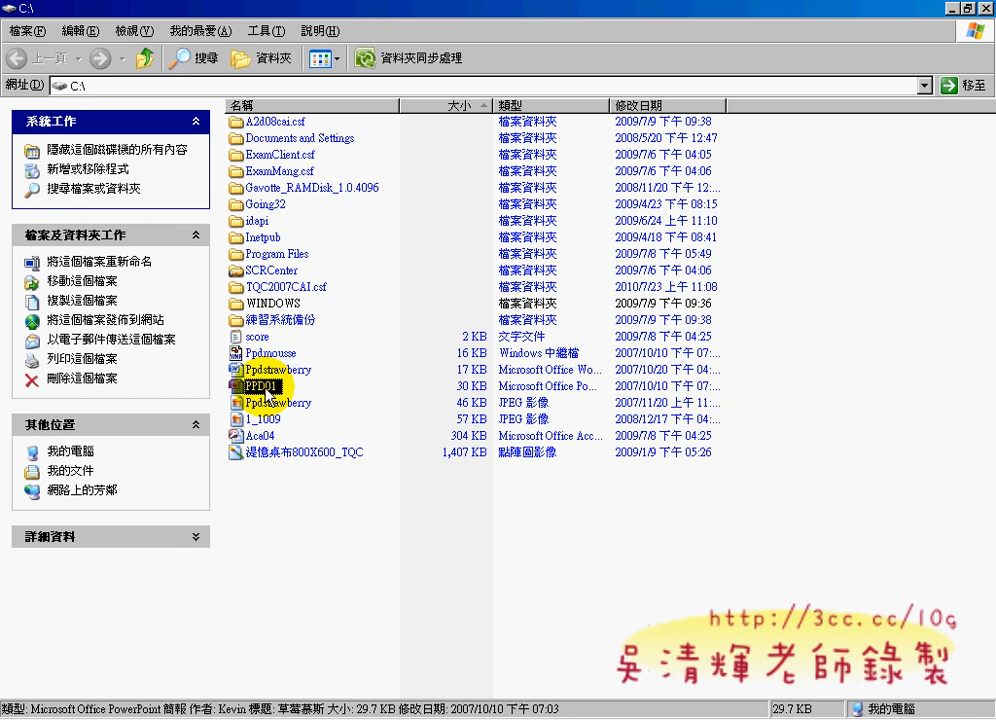 C:\
檔案(F) 編輯(E) 檢視(V) 我的最愛(A) 工具(T) 說明(H)
上一頁 搜尋 資料夾 資料夾同步處理
網址(D) C:\ 移至
系統工作
隱藏這個磁碟機的所有內容
新增或移除程式
搜尋檔案或資料夾
檔案及資料夾工作
將這個檔案重新命名
移動這個檔案
複製這個檔案
將這個檔案發佈到網站
以電子郵件傳送這個檔案
列印這個檔案
刪除這個檔案
其他位置
我的電腦
我的文件
網路上的芳鄰
詳細資料
名稱 大小 類型 修改日期
A2d08cai.csf 檔案資料夾 2009/7/9 下午 09:38
Documents and Settings 檔案資料夾 2008/5/20 下午 12:47
ExamClient.csf 檔案資料夾 2009/7/6 下午 04:05
ExamMang.csf 檔案資料夾 2009/7/6 下午 04:06
Gavotte_RAMDisk_1.0.4096 檔案資料夾 2008/11/20 下午 12:...
Going32 檔案資料夾 2009/4/23 下午 08:15
idapi 檔案資料夾 2009/6/24 上午 11:10
Inetpub 檔案資料夾 2009/4/18 下午 08:41
Program Files 檔案資料夾 2009/7/8 下午 05:49
SCRCenter 檔案資料夾 2009/7/6 下午 04:06
TQC2007CAI.csf 檔案資料夾 2010/7/23 上午 11:08
WINDOWS 檔案資料夾 2009/7/9 下午 09:36
練習系統備份 檔案資料夾 2009/7/9 下午 09:38
score 2 KB 文字文件 2009/7/8 下午 04:25
Ppdmouse 16 KB Windows 中繼檔 2007/10/10 下午 07:...
Ppdstrawberry 17 KB Microsoft Office Wo... 2007/10/20 下午 04:...
PPD01 30 KB Microsoft Office Po... 2007/10/10 下午 07:...
Ppdstrawberry 46 KB JPEG 影像 2007/11/20 上午 11:...
1_1009 57 KB JPEG 影像 2008/12/17 下午 04:...
Aca04 304 KB Microsoft Office Acc... 2009/7/8 下午 04:25
桌布800X600_TQC 1,407 KB 點陣圖影像 2009/1/9 下午 05:26
http://3cc.cc/10g
吳清輝老師錄製
類型: Microsoft Office PowerPoint 簡報 作者: Kevin 標題: 草莓慕斯 大小: 29.7 KB 修改日期: 2007/10/10 下午 07:03 29.7 KB 我的電腦